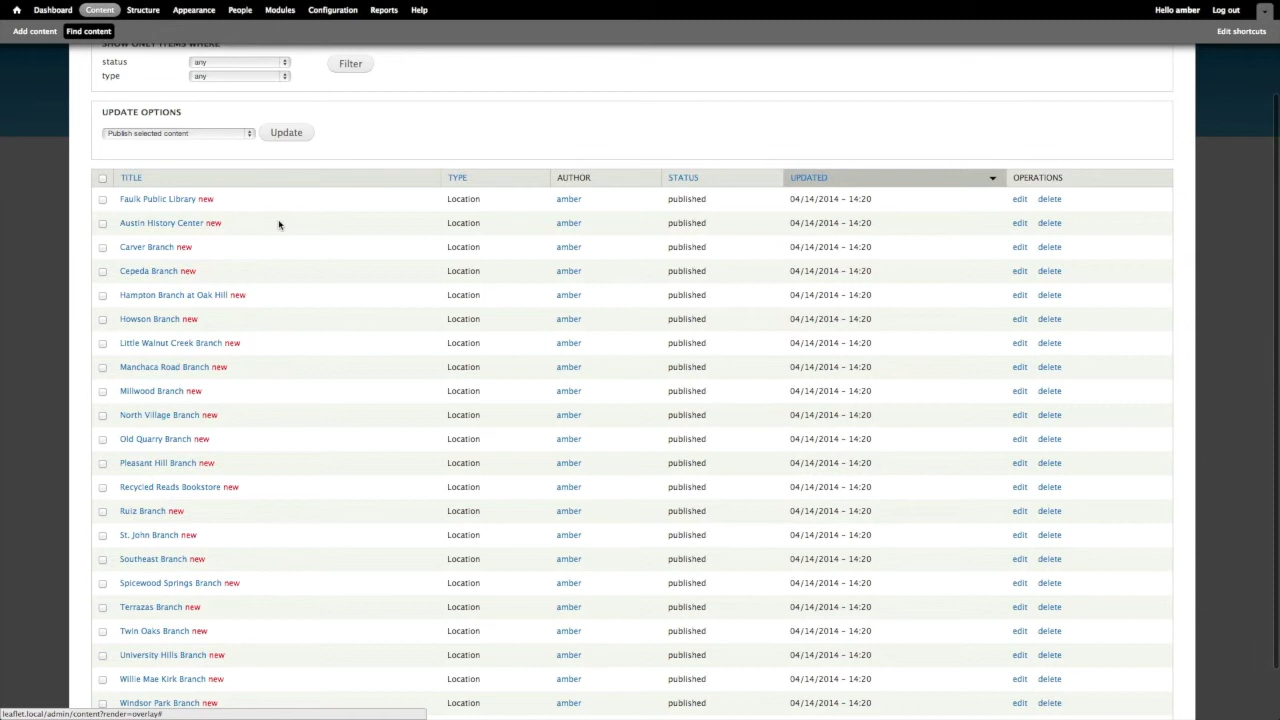 Dashboard Content Structure Appearance People Modules Configuration Reports Help Hello amber Log out
Add content Find content Edit shortcuts
SHOW ONLY ITEMS WHERE
status any Filter
type any
UPDATE OPTIONS
Publish selected content Update
TITLE TYPE AUTHOR STATUS UPDATED OPERATIONS
Faulk Public Library new Location amber published 04/14/2014 - 14:20 edit delete
Austin History Center new Location amber published 04/14/2014 - 14:20 edit delete
Carver Branch new Location amber published 04/14/2014 - 14:20 edit delete
Cepeda Branch new Location amber published 04/14/2014 - 14:20 edit delete
Hampton Branch at Oak Hill new Location amber published 04/14/2014 - 14:20 edit delete
Howson Branch new Location amber published 04/14/2014 - 14:20 edit delete
Little Walnut Creek Branch new Location amber published 04/14/2014 - 14:20 edit delete
Manchaca Road Branch new Location amber published 04/14/2014 - 14:20 edit delete
Millwood Branch new Location amber published 04/14/2014 - 14:20 edit delete
North Village Branch new Location amber published 04/14/2014 - 14:20 edit delete
Old Quarry Branch new Location amber published 04/14/2014 - 14:20 edit delete
Pleasant Hill Branch new Location amber published 04/14/2014 - 14:20 edit delete
Recycled Reads Bookstore new Location amber published 04/14/2014 - 14:20 edit delete
Ruiz Branch new Location amber published 04/14/2014 - 14:20 edit delete
St. John Branch new Location amber published 04/14/2014 - 14:20 edit delete
Southeast Branch new Location amber published 04/14/2014 - 14:20 edit delete
Spicewood Springs Branch new Location amber published 04/14/2014 - 14:20 edit delete
Terrazas Branch new Location amber published 04/14/2014 - 14:20 edit delete
Twin Oaks Branch new Location amber published 04/14/2014 - 14:20 edit delete
University Hills Branch new Location amber published 04/14/2014 - 14:20 edit delete
Willie Mae Kirk Branch new Location amber published 04/14/2014 - 14:20 edit delete
Windsor Park Branch new Location amber published 04/14/2014 - 14:20 edit delete
leaflet.local/admin/content?render=overlay#